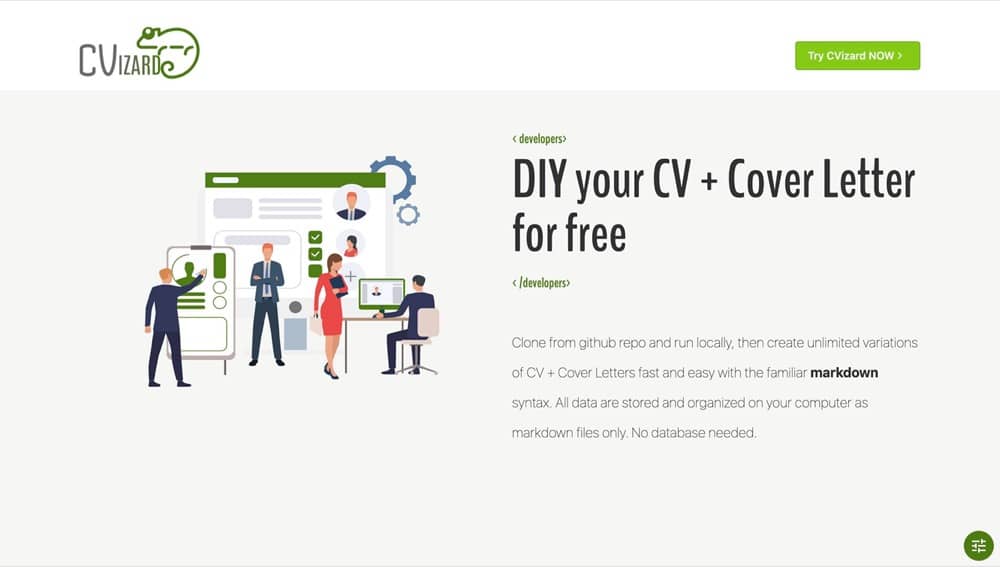 CVIZARD
Try CVizard NOW >
< developers>
DIY your CV + Cover Letter
for free
< /developers>
Clone from github repo and run locally, then create unlimited variations
of CV + Cover Letters fast and easy with the familiar markdown
syntax. All data are stored and organized on your computer as
markdown files only. No database needed.